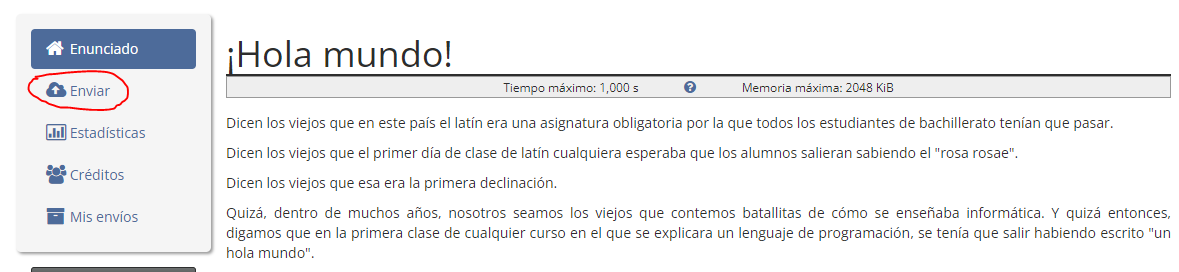 Enunciado
Enviar
Estadísticas
Créditos
Mis envíos
¡Hola mundo!
Tiempo máximo: 1,000 s Memoria máxima: 2048 KiB
Dicen los viejos que en este país el latín era una asignatura obligatoria por la que todos los estudiantes de bachillerato tenían que pasar.
Dicen los viejos que el primer día de clase de latín cualquiera esperaba que los alumnos salieran sabiendo el "rosa rosae".
Dicen los viejos que esa era la primera declinación.
Quizá, dentro de muchos años, nosotros seamos los viejos que contemos batallitas de cómo se enseñaba informática. Y quizá entonces,
digamos que en la primera clase de cualquier curso en el que se explicara un lenguaje de programación, se tenía que salir habiendo escrito "un
hola mundo".